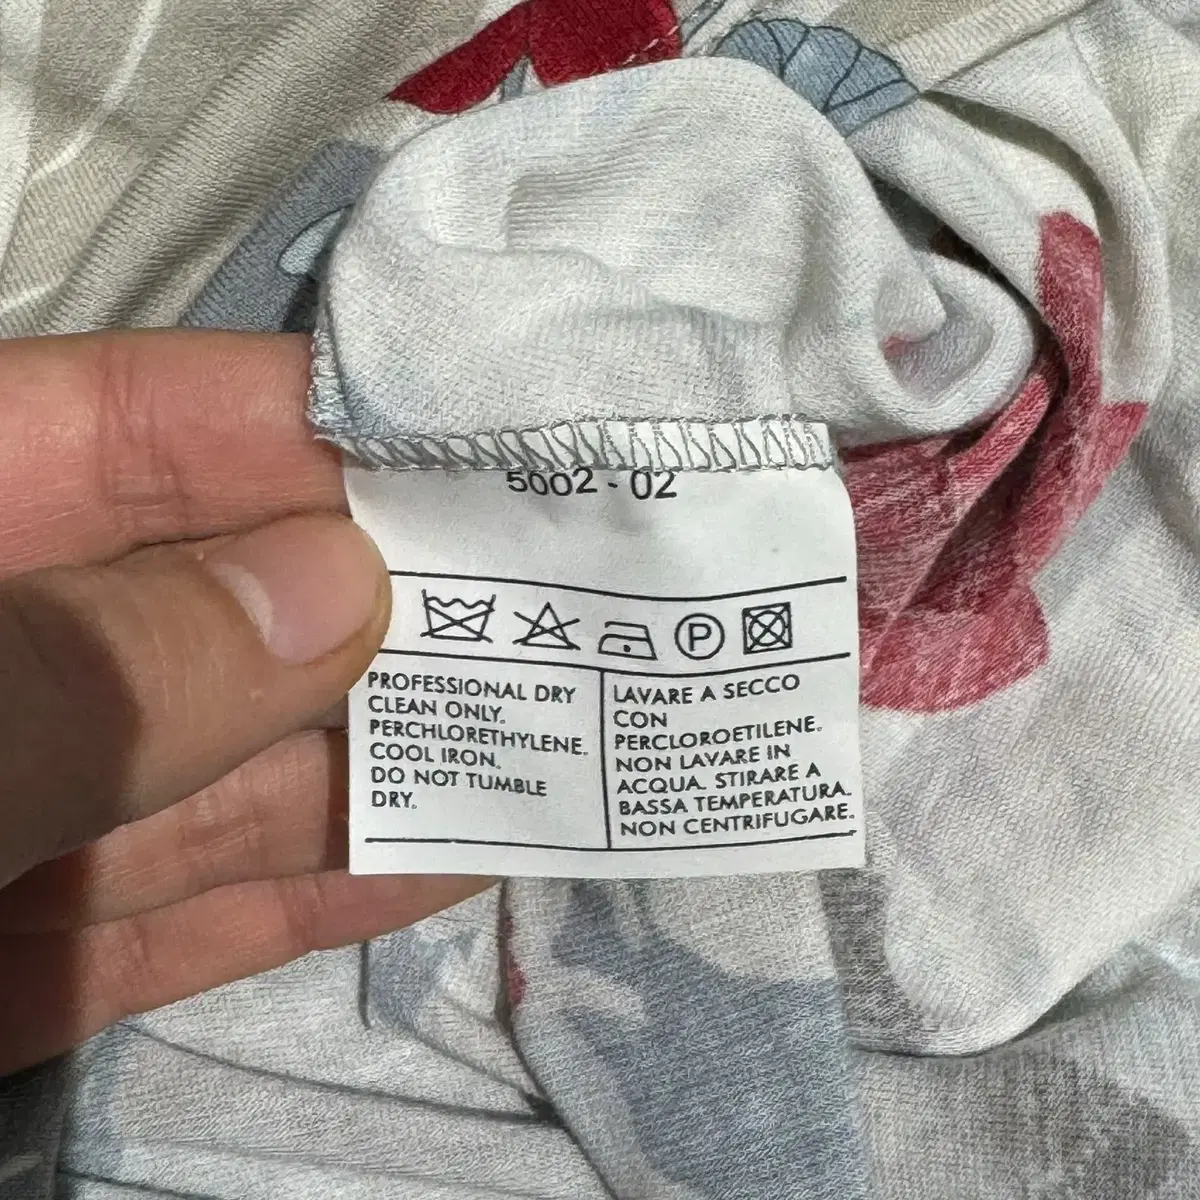 5002 - 02
P
PROFESSIONAL DRY
CLEAN ONLY.
PERCHLORETHYLENE.
COOL IRON.
DO NOT TUMBLE
DRY.
LAVARE A SECCO
CON
PERCLOROETILENE.
NON LAVARE IN
ACQUA. STIRARE A
BASSA TEMPERATURA.
NON CENTRIFUGARE.